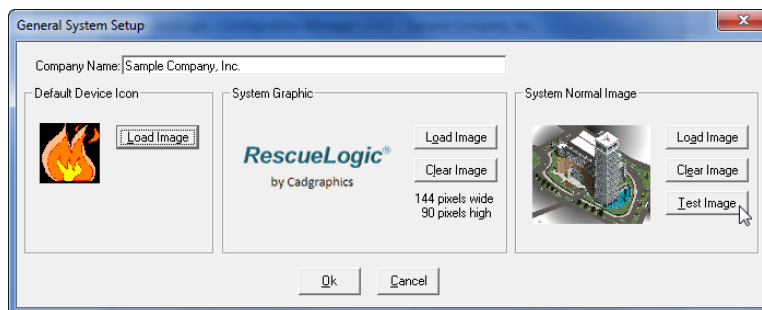 General System Setup
Company Name: Sample Company, Inc.
Default Device Icon
Load Image
System Graphic
RescueLogic®
by Cadgraphics
Load Image
Clear Image
144 pixels wide
90 pixels high
System Normal Image
Load Image
Clear Image
Test Image
Ok
Cancel